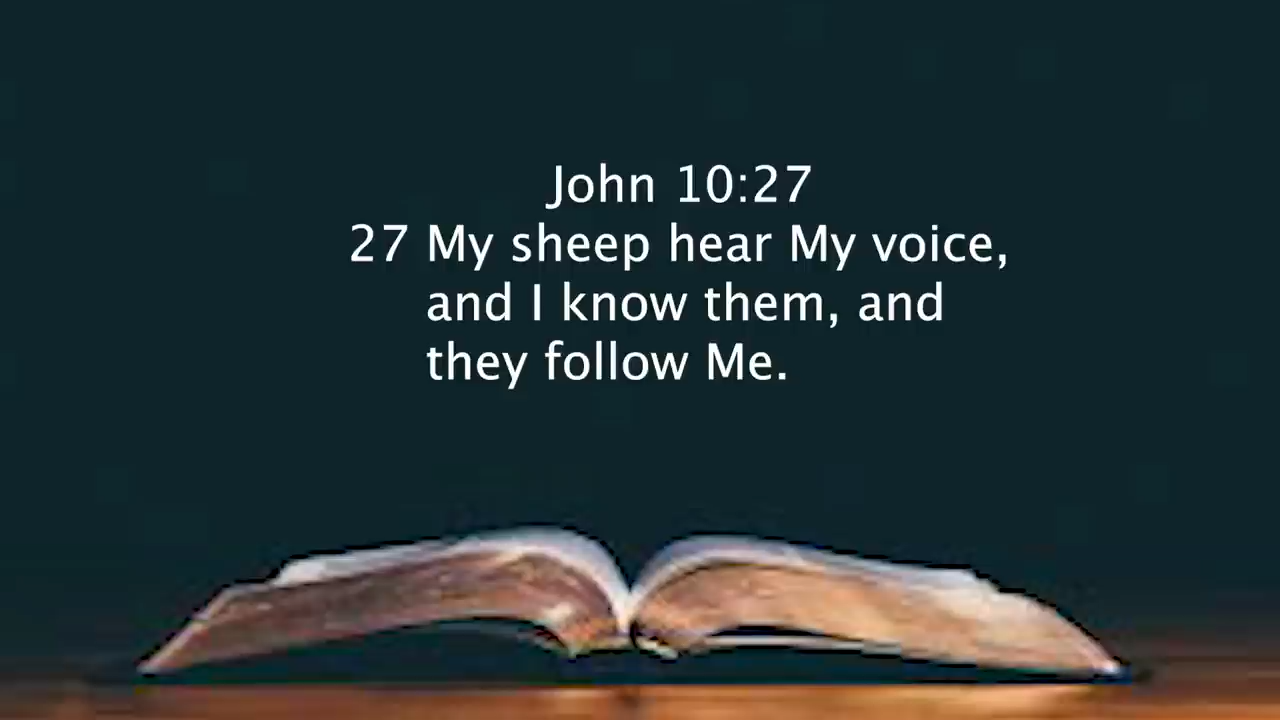 John 10:27
27 My sheep hear My voice,
and I know them, and
they follow Me.